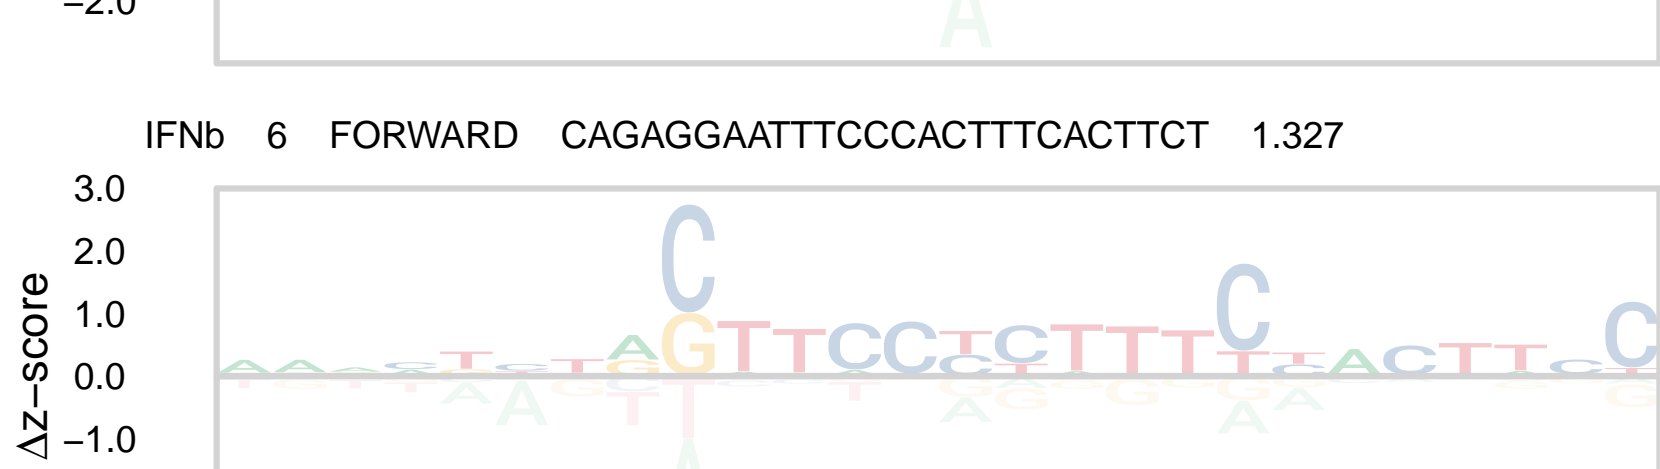 −2.0
A
IFNb 6 FORWARD CAGAGGAATTTCCCACTTTCACTTCT 1.327
3.0
2.0
1.0
0.0
−1.0
Δz−score
C
C
C
A G T T C C T C T T T T T A C T T C
A A A C T C T G C T C T
T G T T A A G C T T C C T G A C G G G A C G
T A G A A
A